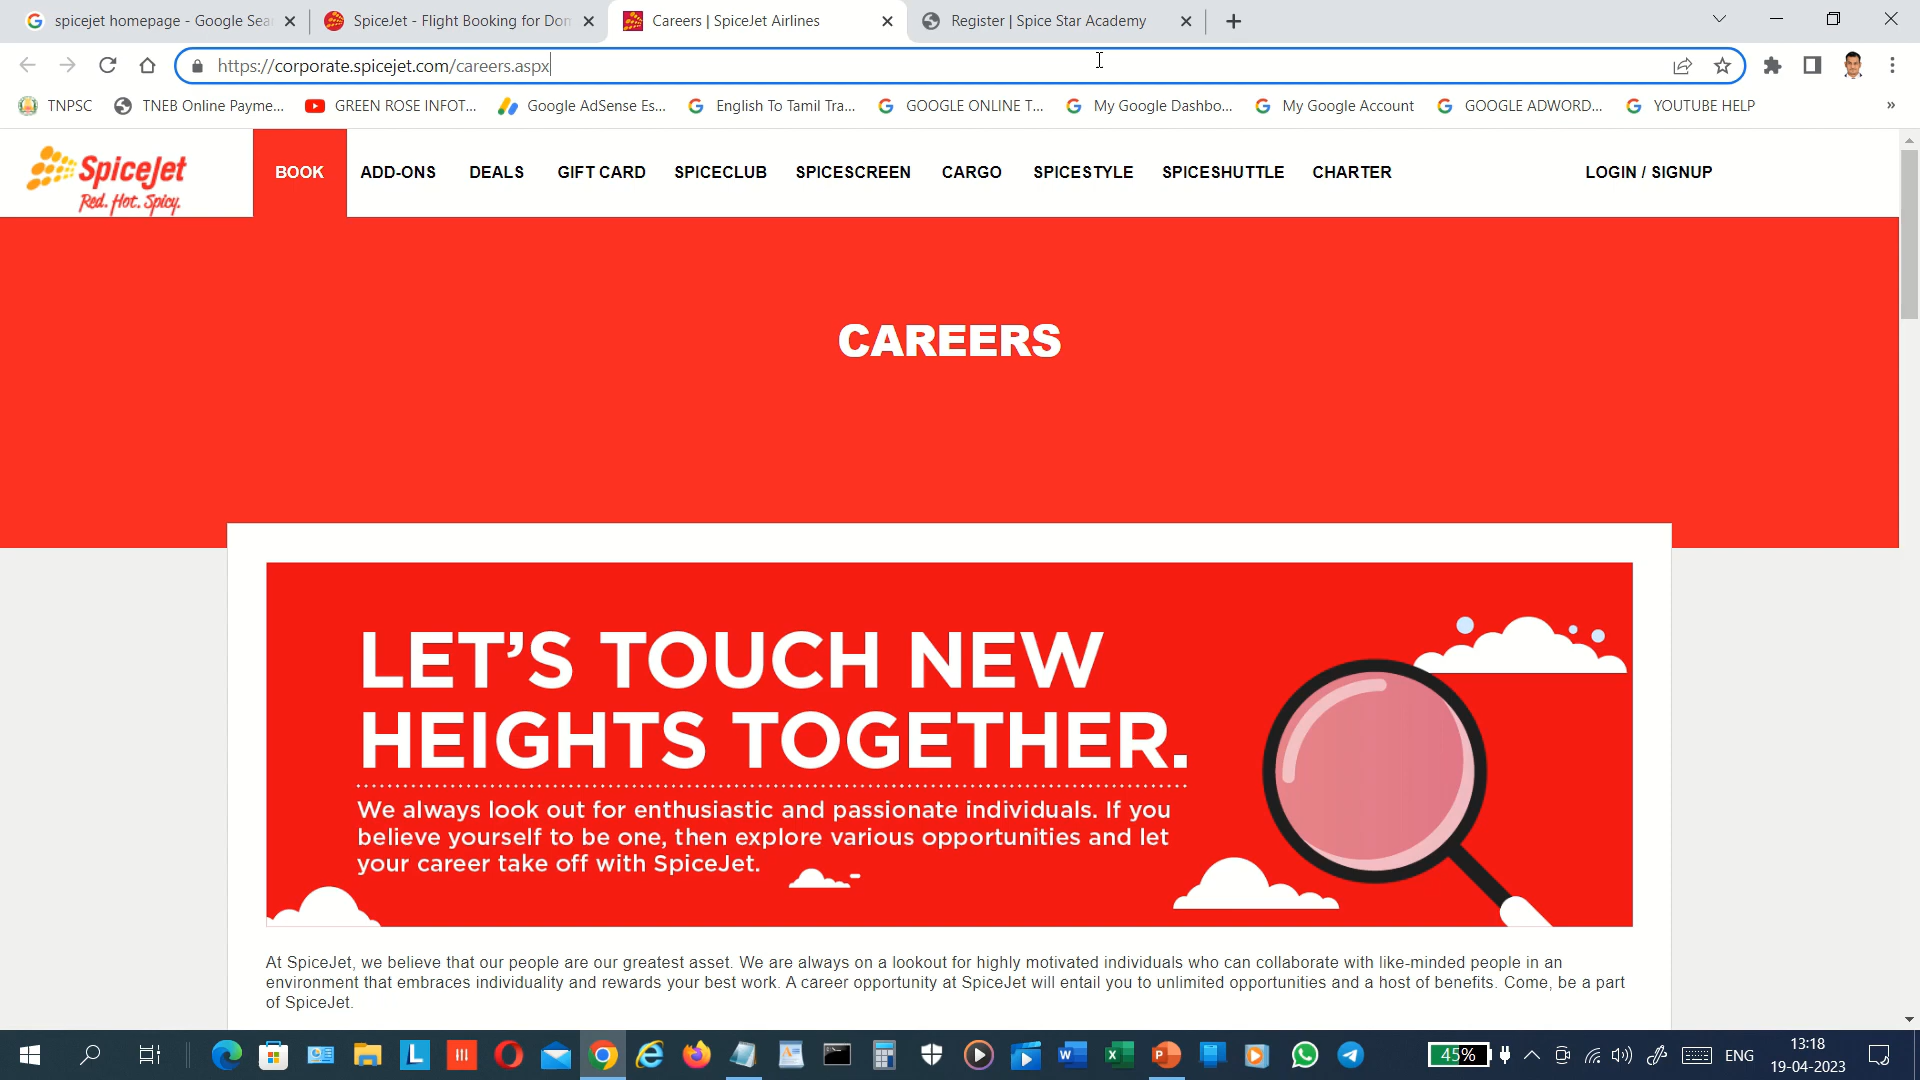 spicejet homepage - Google Sea
SpiceJet - Flight Booking for Don
Careers | SpiceJet Airlines
Register | Spice Star Academy
https://corporate.spicejet.com/careers.aspx
TNPSC
TNEB Online Payme...
GREEN ROSE INFOT...
Google AdSense Es...
English To Tamil Tra...
GOOGLE ONLINE T...
My Google Dashbo...
My Google Account
GOOGLE ADWORD...
YOUTUBE HELP
»
SpiceJet
Red. Hot. Spicy.
BOOK
ADD-ONS
DEALS
GIFT CARD
SPICECLUB
SPICESCREEN
CARGO
SPICESTYLE
SPICESHUTTLE
CHARTER
LOGIN / SIGNUP
CAREERS
LET'S TOUCH NEW
HEIGHTS TOGETHER.
We always look out for enthusiastic and passionate individuals. If you
believe yourself to be one, then explore various opportunities and let
your career take off with SpiceJet.
At SpiceJet, we believe that our people are our greatest asset. We are always on a lookout for highly motivated individuals who can collaborate with like-minded people in an
environment that embraces individuality and rewards your best work. A career opportunity at SpiceJet will entail you to unlimited opportunities and a host of benefits. Come, be a part
of SpiceJet.
45%
ENG
13:18
19-04-2023